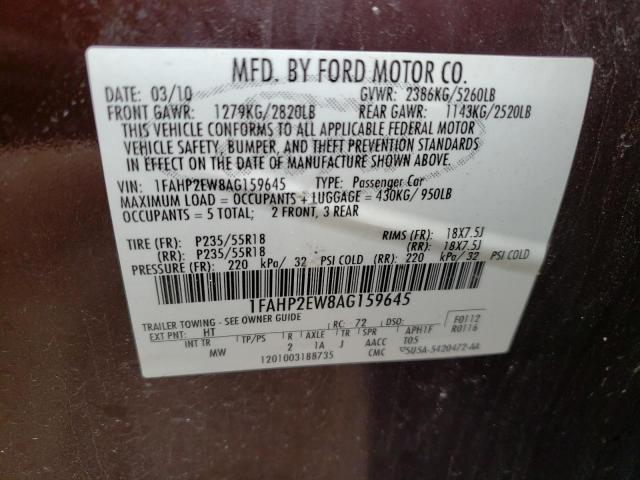 MFD. BY FORD MOTOR CO.
DATE: 03/10 GVWR: 2386KG/5260LB
FRONT GAWR: 1279KG/2820LB REAR GAWR: 1143KG/2520LB
THIS VEHICLE CONFORMS TO ALL APPLICABLE FEDERAL MOTOR
VEHICLE SAFETY, BUMPER, AND THEFT PREVENTION STANDARDS
IN EFFECT ON THE DATE OF MANUFACTURE SHOWN ABOVE.
VIN: 1FAHP2EW8AG159645 TYPE: Passenger Car
MAXIMUM LOAD = OCCUPANTS + LUGGAGE = 430KG/ 950LB
OCCUPANTS = 5 TOTAL; 2 FRONT, 3 REAR
TIRE (FR): P235/55R18 RIMS (FR): 18X7.5J
(RR): P235/55R18 (RR): 18X7.5J
PRESSURE (FR): 220 kPa/ 32 PSI COLD (RR): 220 kPa/ 32 PSI COLD
1FAHP2EW8AG159645
TRAILER TOWING - SEE OWNER GUIDE RC: 72 DSO: F0112
EXT PNT: HT R0116
INT TR TP/PS R AXLE TR SPR APH1F
MW 2 1A J AACC T05
1201003188735 CMC 5U5A-5420472-AA